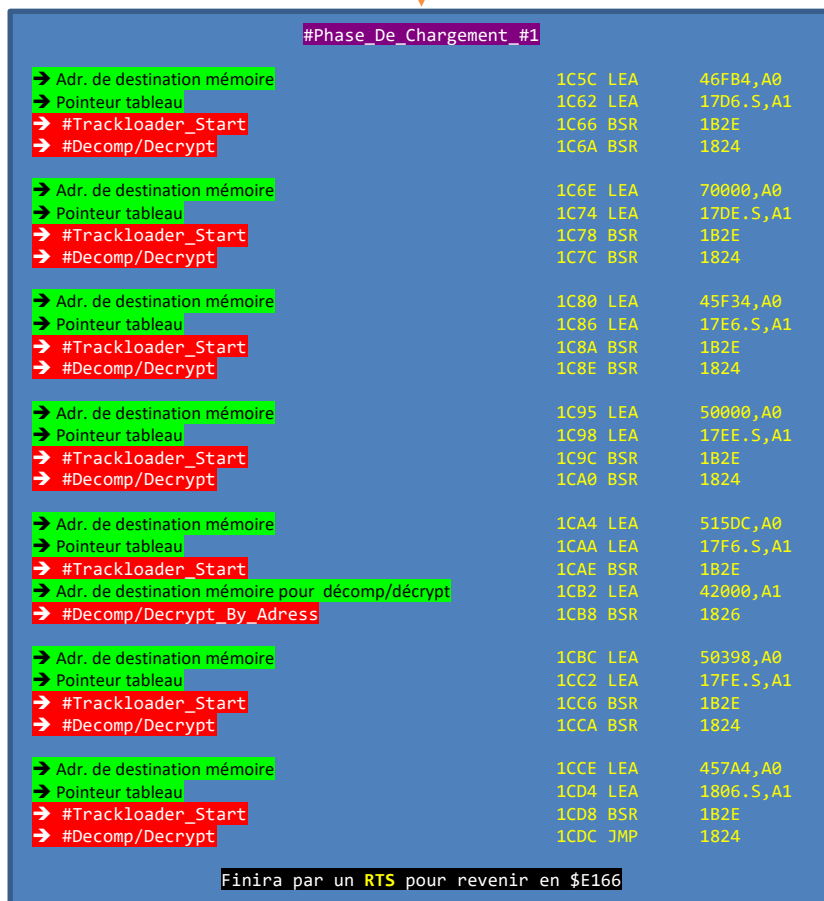 #Phase_De_Chargement_#1
➔ Adr. de destination mémoire 1C5C LEA 46FB4,A0
➔ Pointeur tableau 1C62 LEA 17D6.S,A1
➔ #Trackloader_Start 1C66 BSR 1B2E
➔ #Decomp/Decrypt 1C6A BSR 1824
➔ Adr. de destination mémoire 1C6E LEA 70000,A0
➔ Pointeur tableau 1C74 LEA 17DE.S,A1
➔ #Trackloader_Start 1C78 BSR 1B2E
➔ #Decomp/Decrypt 1C7C BSR 1824
➔ Adr. de destination mémoire 1C80 LEA 45F34,A0
➔ Pointeur tableau 1C86 LEA 17E6.S,A1
➔ #Trackloader_Start 1C8A BSR 1B2E
➔ #Decomp/Decrypt 1C8E BSR 1824
➔ Adr. de destination mémoire 1C95 LEA 50000,A0
➔ Pointeur tableau 1C98 LEA 17EE.S,A1
➔ #Trackloader_Start 1C9C BSR 1B2E
➔ #Decomp/Decrypt 1CA0 BSR 1824
➔ Adr. de destination mémoire 1CA4 LEA 515DC,A0
➔ Pointeur tableau 1CAA LEA 17F6.S,A1
➔ #Trackloader_Start 1CAE BSR 1B2E
➔ Adr. de destination mémoire pour décomp/décrypt 1CB2 LEA 42000,A1
➔ #Decomp/Decrypt_By_Adress 1CB8 BSR 1826
➔ Adr. de destination mémoire 1CBC LEA 50398,A0
➔ Pointeur tableau 1CC2 LEA 17FE.S,A1
➔ #Trackloader_Start 1CC6 BSR 1B2E
➔ #Decomp/Decrypt 1CCA BSR 1824
➔ Adr. de destination mémoire 1CCE LEA 457A4,A0
➔ Pointeur tableau 1CD4 LEA 1806.S,A1
➔ #Trackloader_Start 1CD8 BSR 1B2E
➔ #Decomp/Decrypt 1CDC JMP 1824
Finira par un RTS pour revenir en $E166